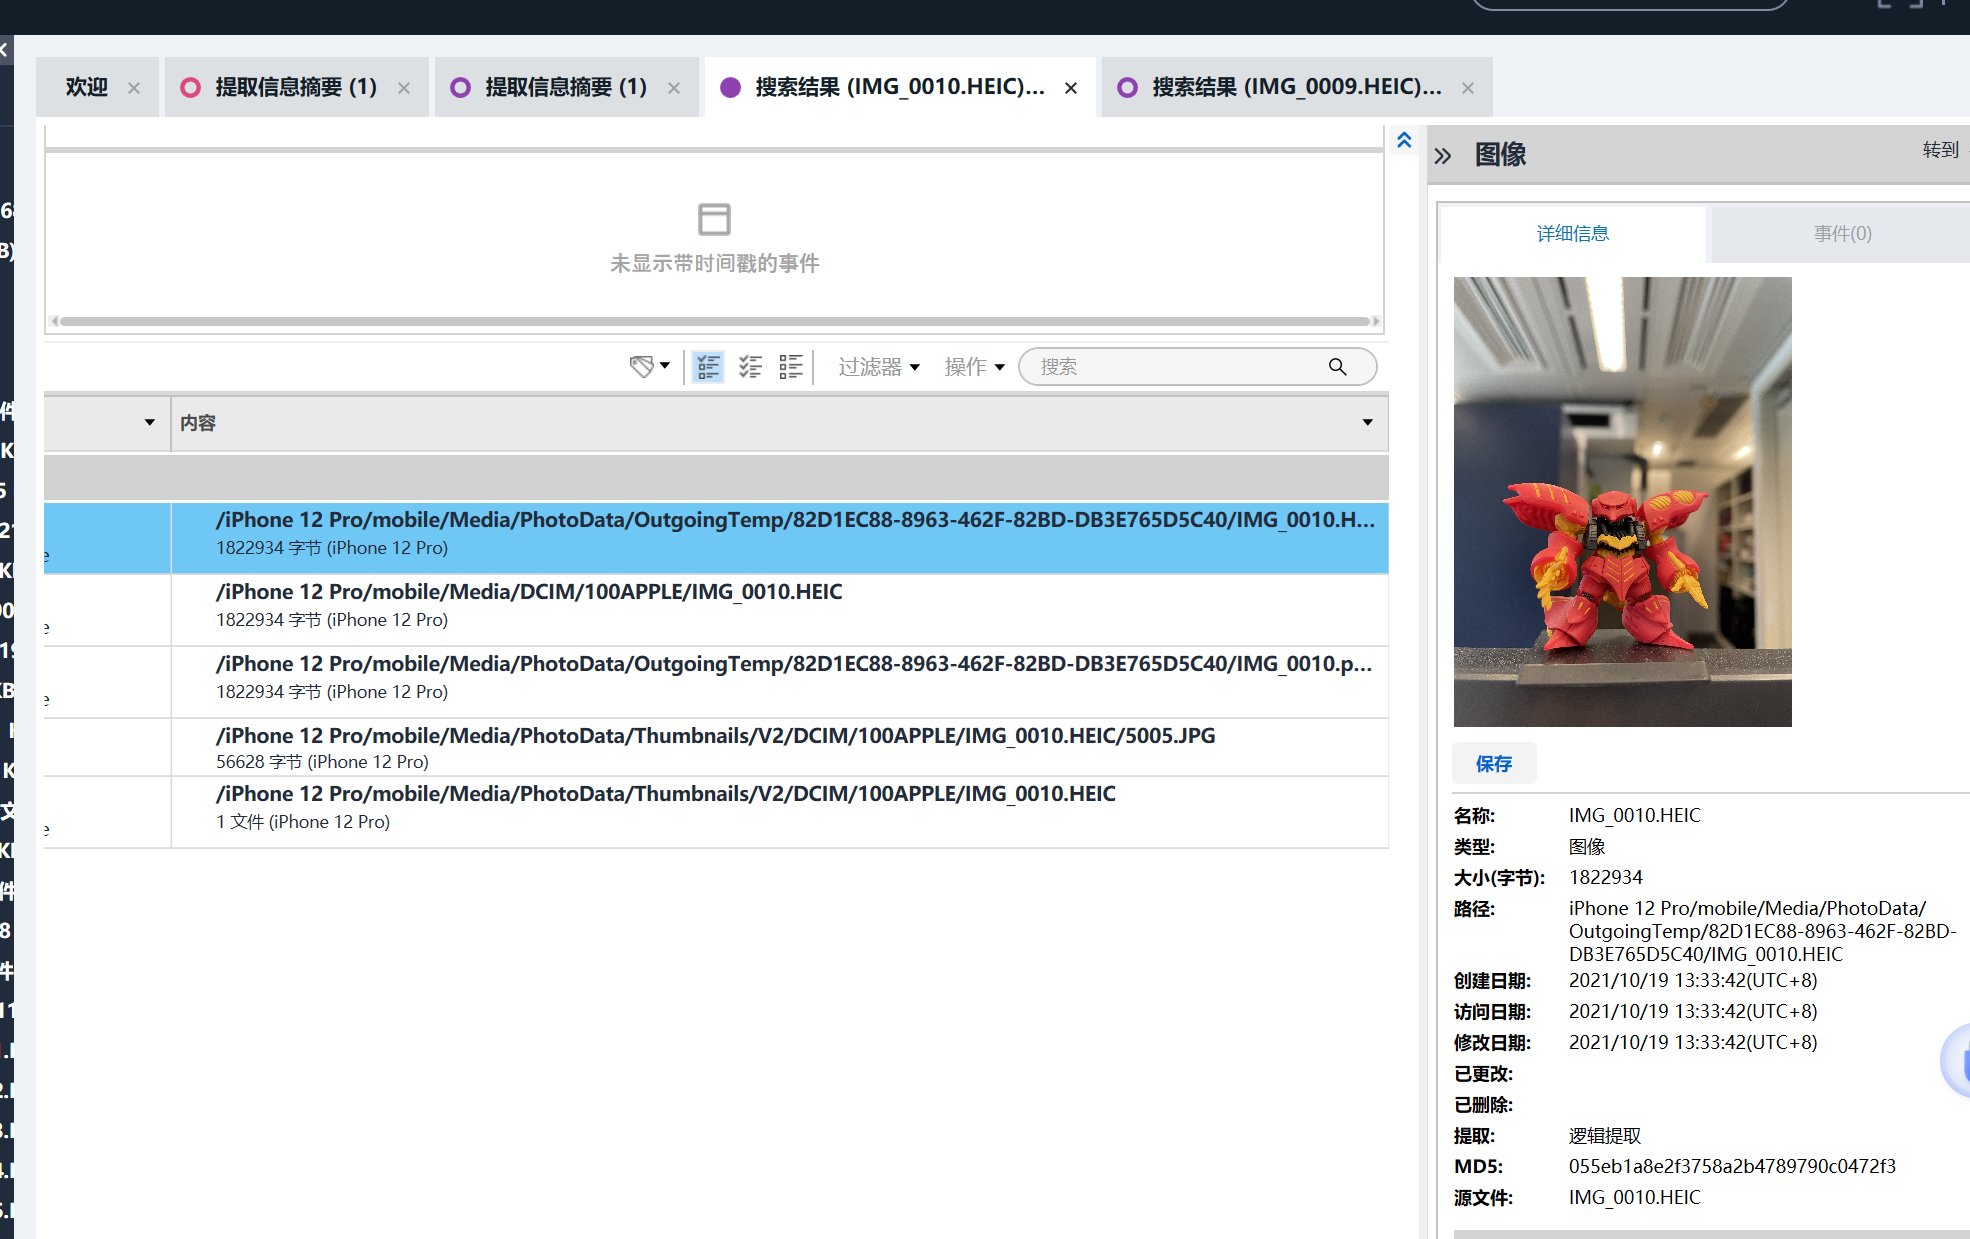 欢迎
提取信息摘要 (1)
提取信息摘要 (1)
搜索结果 (IMG_0010.HEIC)...
搜索结果 (IMG_0009.HEIC)...
未显示带时间戳的事件
过滤器
操作
搜索
内容
/iPhone 12 Pro/mobile/Media/PhotoData/OutgoingTemp/82D1EC88-8963-462F-82BD-DB3E765D5C40/IMG_0010.H...
1822934 字节 (iPhone 12 Pro)
/iPhone 12 Pro/mobile/Media/DCIM/100APPLE/IMG_0010.HEIC
1822934 字节 (iPhone 12 Pro)
/iPhone 12 Pro/mobile/Media/PhotoData/OutgoingTemp/82D1EC88-8963-462F-82BD-DB3E765D5C40/IMG_0010.p...
1822934 字节 (iPhone 12 Pro)
/iPhone 12 Pro/mobile/Media/PhotoData/Thumbnails/V2/DCIM/100APPLE/IMG_0010.HEIC/5005.JPG
56628 字节 (iPhone 12 Pro)
/iPhone 12 Pro/mobile/Media/PhotoData/Thumbnails/V2/DCIM/100APPLE/IMG_0010.HEIC
1 文件 (iPhone 12 Pro)
图像
转到
详细信息
事件(0)
保存
名称: IMG_0010.HEIC
类型: 图像
大小(字节): 1822934
路径: iPhone 12 Pro/mobile/Media/PhotoData/
OutgoingTemp/82D1EC88-8963-462F-82BD-
DB3E765D5C40/IMG_0010.HEIC
创建日期: 2021/10/19 13:33:42(UTC+8)
访问日期: 2021/10/19 13:33:42(UTC+8)
修改日期: 2021/10/19 13:33:42(UTC+8)
已更改:
已删除:
提取: 逻辑提取
MD5: 055eb1a8e2f3758a2b4789790c0472f3
源文件: IMG_0010.HEIC